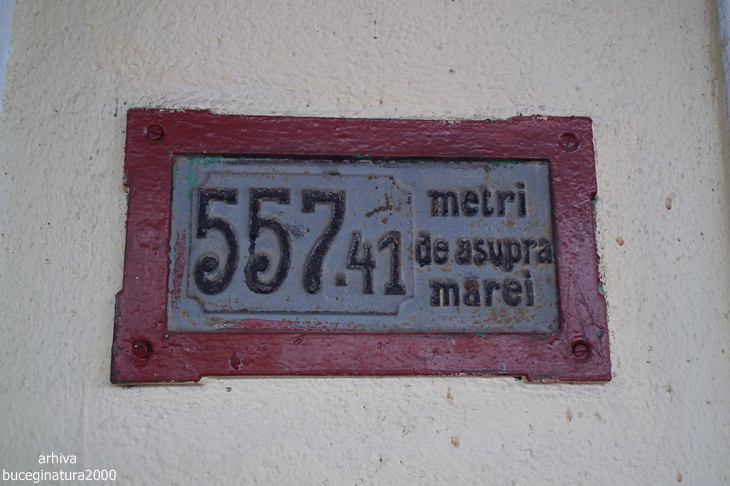 557.41
metri
de asupra
marei
arhiva
buceginatura2000